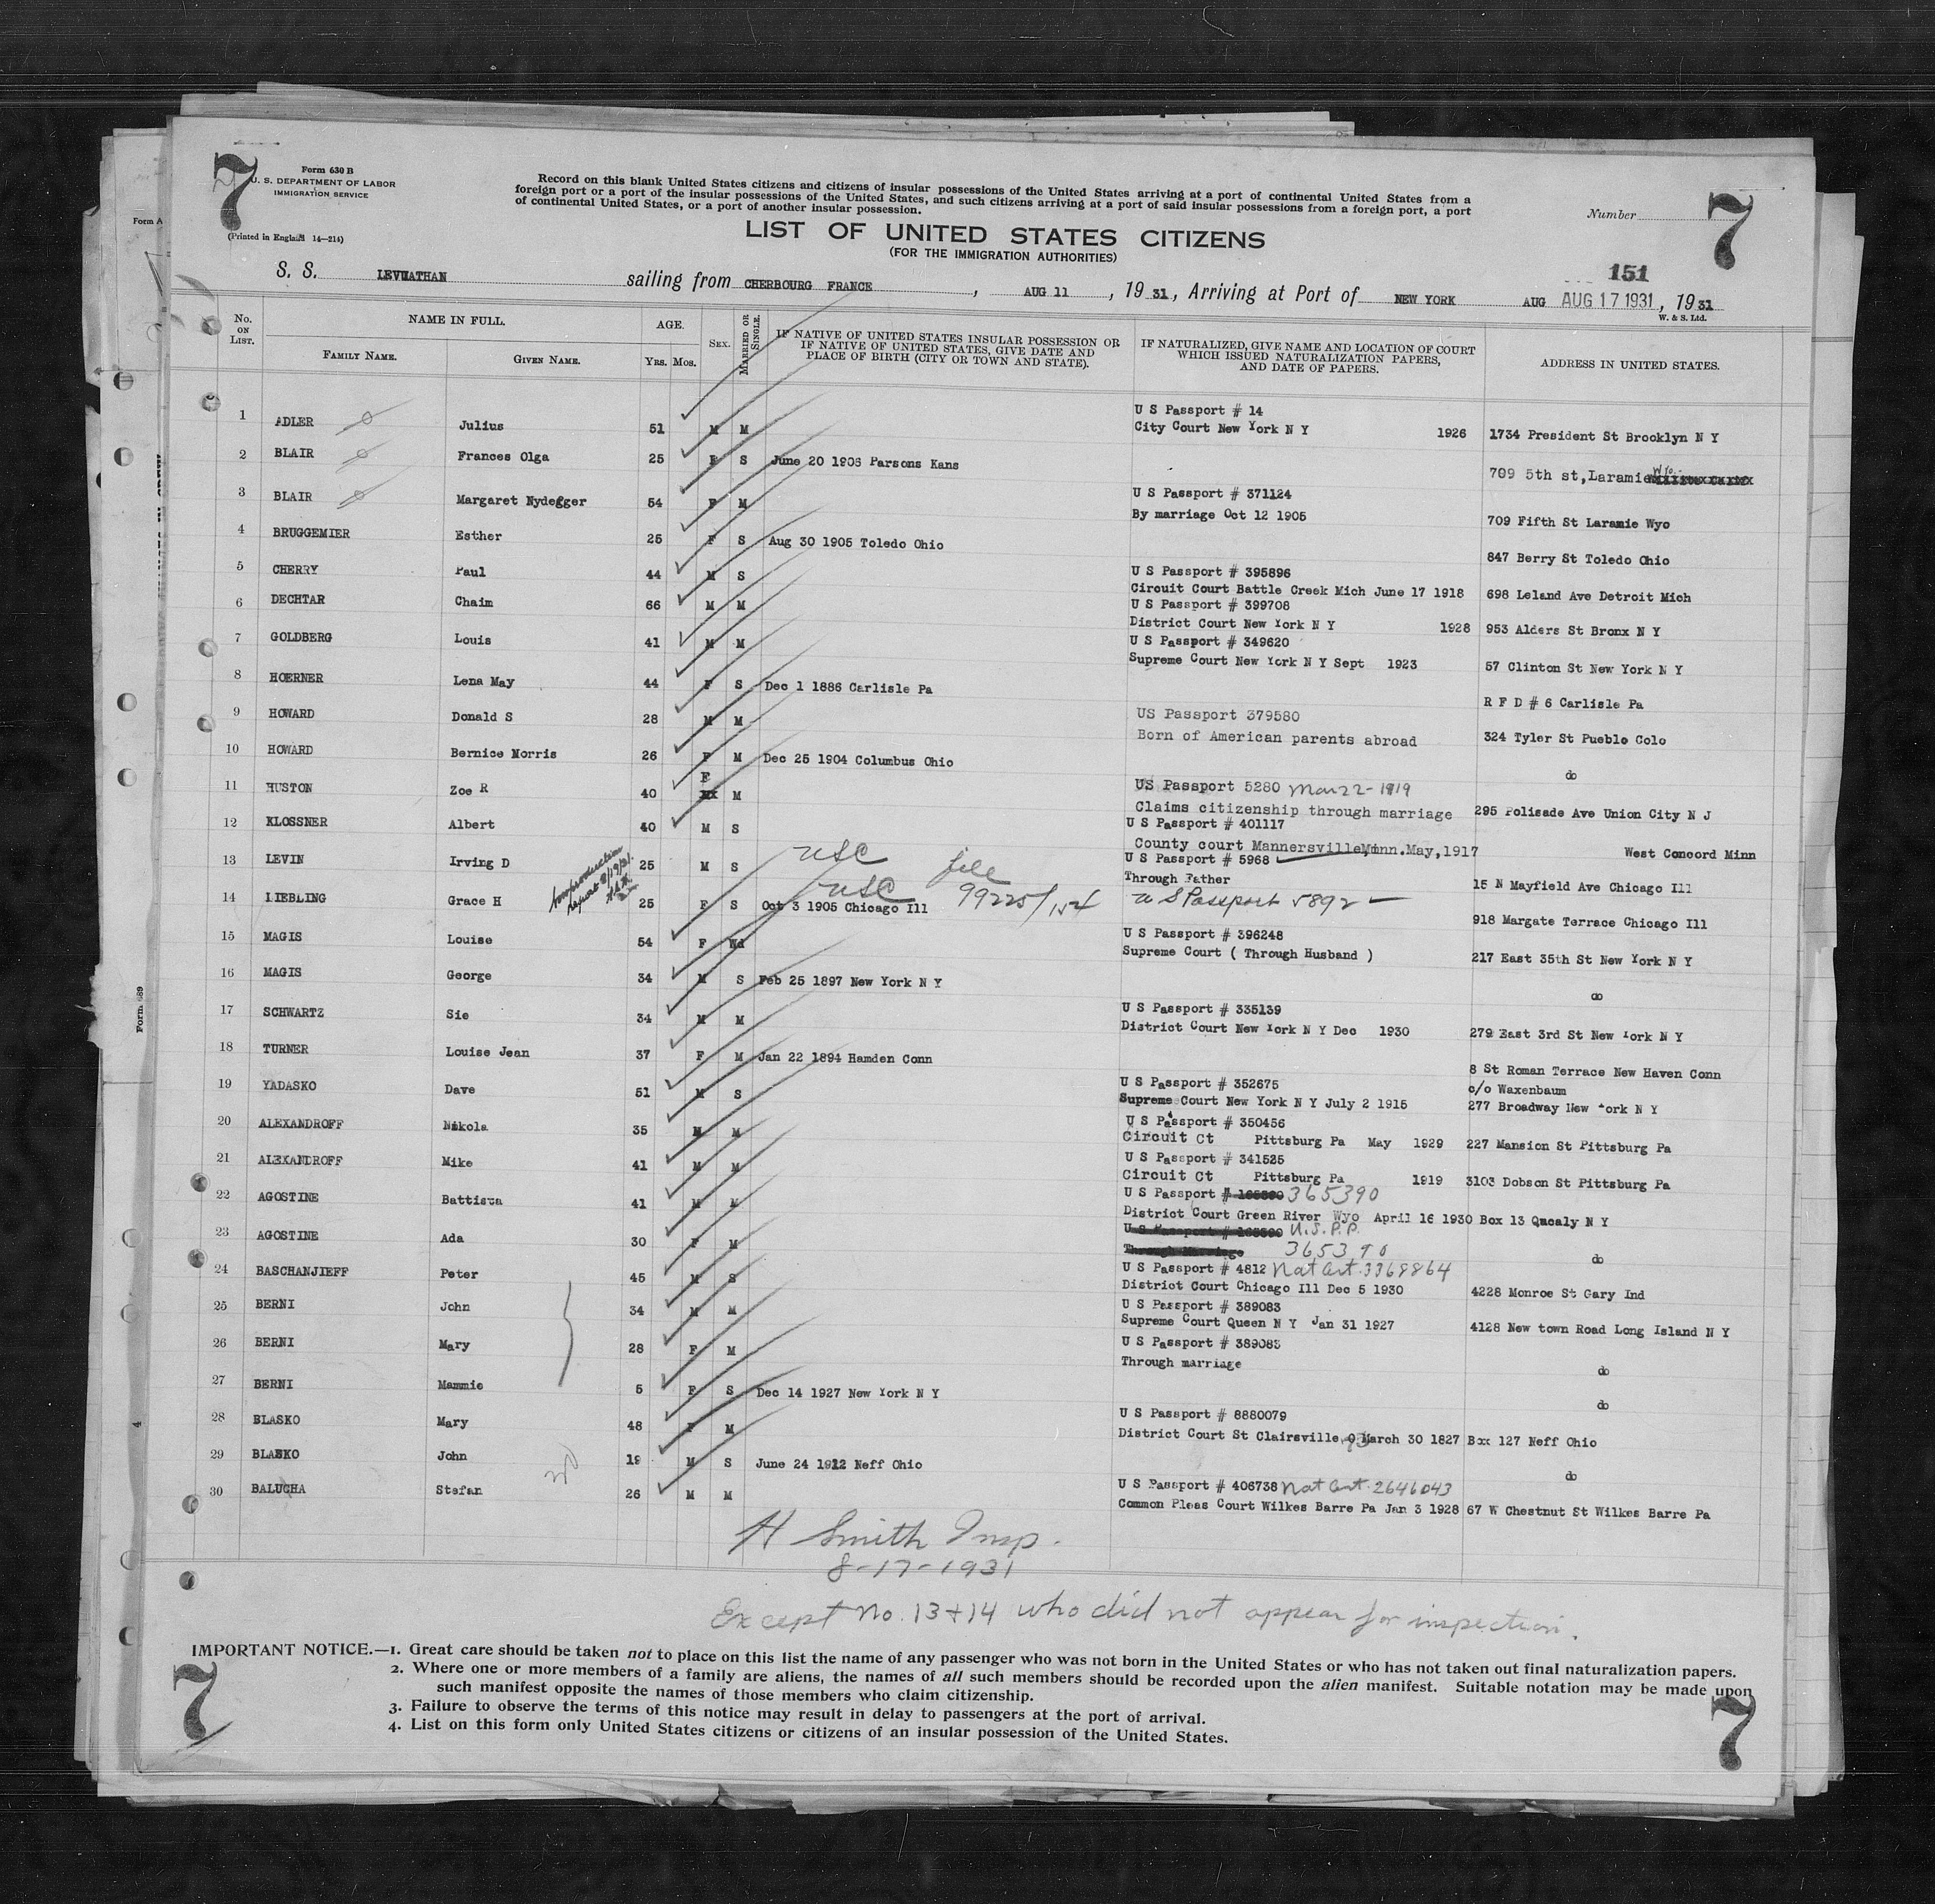 7
Form 630 B
U. S. DEPARTMENT OF LABOR
IMMIGRATION SERVICE
(Printed in England 14—214)
Record on this blank United States citizens and citizens of insular possessions of the United States arriving at a port of continental United States from a
foreign port or a port of the insular possessions of the United States, and such citizens arriving at a port of said insular possessions from a foreign port, a port
of continental United States, or a port of another insular possession.
Number
7
LIST OF UNITED STATES CITIZENS
(FOR THE IMMIGRATION AUTHORITIES)
151
S. S. LEVIATHAN sailing from CHERBOURG FRANCE , AUG 11 , 19 31, Arriving at Port of NEW YORK AUG AUG 17 1931, 19 31
W. & S. Ltd.
No. ON LIST. NAME IN FULL. FAMILY NAME. GIVEN NAME. AGE. YRS. MOS. SEX. MARRIED OR SINGLE. IF NATIVE OF UNITED STATES INSULAR POSSESSION OR IF NATIVE OF UNITED STATES, GIVE DATE AND PLACE OF BIRTH (CITY OR TOWN AND STATE). IF NATURALIZED, GIVE NAME AND LOCATION OF COURT WHICH ISSUED NATURALIZATION PAPERS, AND DATE OF PAPERS. ADDRESS IN UNITED STATES.
1 ADLER Julius 51 M M U S Passport # 14
City Court New York N Y 1926 1734 President St Brooklyn N Y
2 BLAIR Frances Olga 25 F S June 20 1906 Parsons Kans 709 5th st, Laramie Wyo.
3 BLAIR Margaret Nydegger 54 F M U S Passport # 371124
By marriage Oct 12 1905 709 Fifth St Laramie Wyo
4 BRUGGEMIER Esther 25 F S Aug 30 1905 Toledo Ohio 847 Berry St Toledo Ohio
5 CHERRY Paul 44 M S U S Passport # 395896
Circuit Court Battle Creek Mich June 17 1918 698 Leland Ave Detroit Mich
6 DECHTAR Chaim 66 M M U S Passport # 399708
District Court New York N Y 1928 953 Alders St Bronx N Y
7 GOLDBERG Louis 41 M M U S Passport # 349620
Supreme Court New York N Y Sept 1923 57 Clinton St New York N Y
8 HOERNER Lena May 44 F S Dec 1 1886 Carlisle Pa R F D # 6 Carlisle Pa
9 HOWARD Donald S 28 M M US Passport 379580
Born of American parents abroad 324 Tyler St Pueblo Colo
10 HOWARD Bernice Norris 26 F M Dec 25 1904 Columbus Ohio do
11 HUSTON Zoe R 40 F M US Passport 5280 Mar 22-1919
Claims citizenship through marriage 295 Polisade Ave Union City N J
12 KLOSSNER Albert 40 M S U S Passport # 401117
County court Mannersville, Minn. May, 1917 West Concord Minn
13 LEVIN Irving D 25 M S USC U S Passport # 5968
Through Father 15 N Mayfield Ave Chicago Ill
Nonproduction
report 8/19/31
14 LIEBLING Grace H 25 F S Oct 3 1905 Chicago Ill USC file 99225/154 U S Passport 5892 918 Margate Terrace Chicago Ill
15 MAGIS Louise 54 F Wd U S Passport # 396248
Supreme Court ( Through Husband ) 217 East 35th St New York N Y
16 MAGIS George 34 M S Feb 25 1897 New York N Y do
17 SCHWARTZ Sie 34 M M U S Passport # 335139
District Court New York N Y Dec 1930 279 East 3rd St New York N Y
18 TURNER Louise Jean 37 F M Jan 22 1894 Hamden Conn 8 St Roman Terrace New Haven Conn
19 YADASKO Dave 51 M S U S Passport # 352675 c/o Waxenbaum
Supreme Court New York N Y July 2 1915 277 Broadway New York N Y
20 ALEXANDROFF Nikola 35 M M U S Passport # 350456
Circuit Ct Pittsburg Pa May 1929 227 Mansion St Pittsburg Pa
21 ALEXANDROFF Mike 41 M M U S Passport # 341525
Circuit Ct Pittsburg Pa 1919 3103 Dobson St Pittsburg Pa
22 AGOSTINE Battista 41 M M U S Passport # 165390 365390
District Court Green River Wyo April 16 1930 Box 13 Quealy N Y
23 AGOSTINE Ada 30 F M U S Passport # 165390 U.S.P.P.
Through Marriage 365390 do
24 BASCHANJIEFF Peter 45 M S U S Passport # 4812 Nat Cert. 3368864
District Court Chicago Ill Dec 5 1930 4228 Monroe St Gary Ind
25 BERNI John 34 M M U S Passport # 389083
Supreme Court Queen N Y Jan 31 1927 4128 New town Road Long Island N Y
26 BERNI Mary 28 F M U S Passport # 389083
Through marriage do
27 BERNI Mammie 5 F S Dec 14 1927 New York N Y do
28 BLASKO Mary 48 F M U S Passport # 8880079
District Court St Clairsville, O March 30 1827 Box 127 Neff Ohio
29 BLASKO John 19 M S June 24 1912 Neff Ohio do
30 BALUCHA Stefan 26 M M U S Passport # 406738 Nat Cert. 2646043
Common Pleas Court Wilkes Barre Pa Jan 3 1928 67 W Chestnut St Wilkes Barre Pa
H Smith Insp.
8-17-1931
Except No. 13 + 14 who did not appear for inspection.
IMPORTANT NOTICE.—1. Great care should be taken not to place on this list the name of any passenger who was not born in the United States or who has not taken out final naturalization papers.
2. Where one or more members of a family are aliens, the names of all such members should be recorded upon the alien manifest. Suitable notation may be made upon
such manifest opposite the names of those members who claim citizenship.
3. Failure to observe the terms of this notice may result in delay to passengers at the port of arrival.
4. List on this form only United States citizens or citizens of an insular possession of the United States.
7
7
Form A
Form 689
4